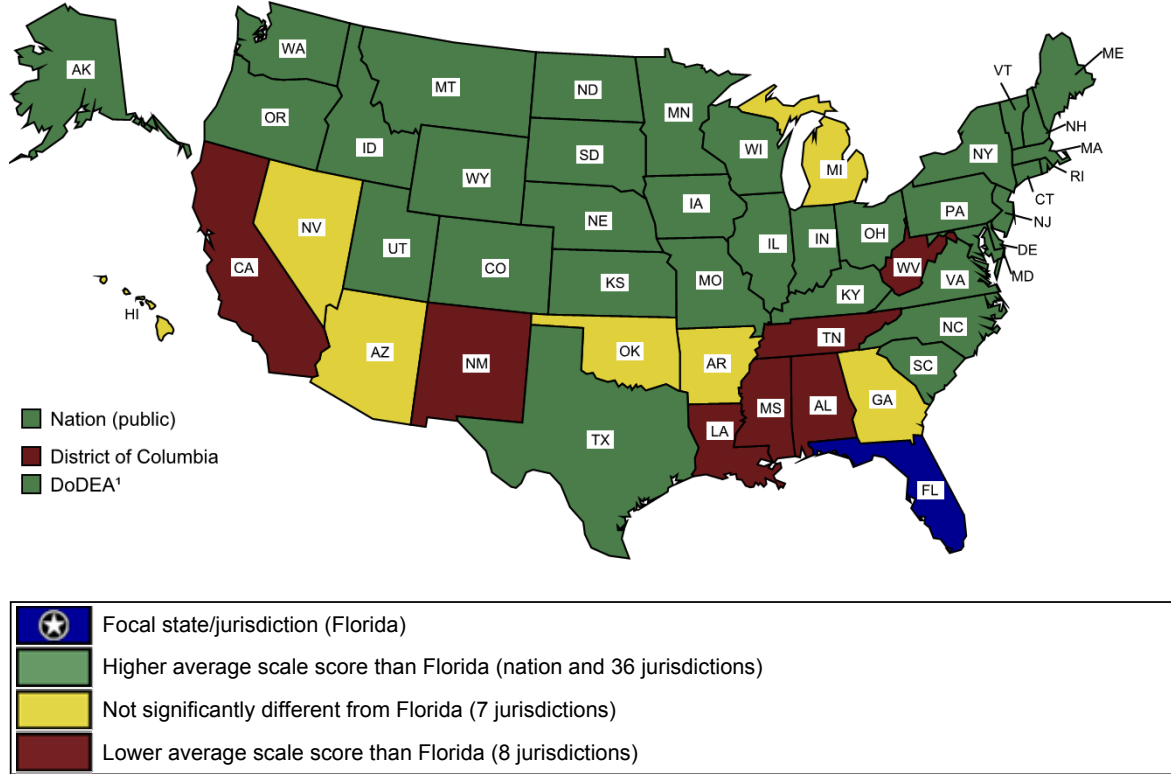 AK
WA
OR
ID
MT
WY
ND
SD
NE
MN
IA
WI
MI
IL
IN
OH
KY
MO
KS
CO
UT
NV
CA
HI
AZ
NM
OK
AR
TX
LA
MS
AL
TN
GA
FL
SC
NC
VA
WV
PA
NY
VT
ME
NH
MA
RI
CT
NJ
DE
MD
Nation (public)
District of Columbia
DoDEA¹
Focal state/jurisdiction (Florida)
Higher average scale score than Florida (nation and 36 jurisdictions)
Not significantly different from Florida (7 jurisdictions)
Lower average scale score than Florida (8 jurisdictions)